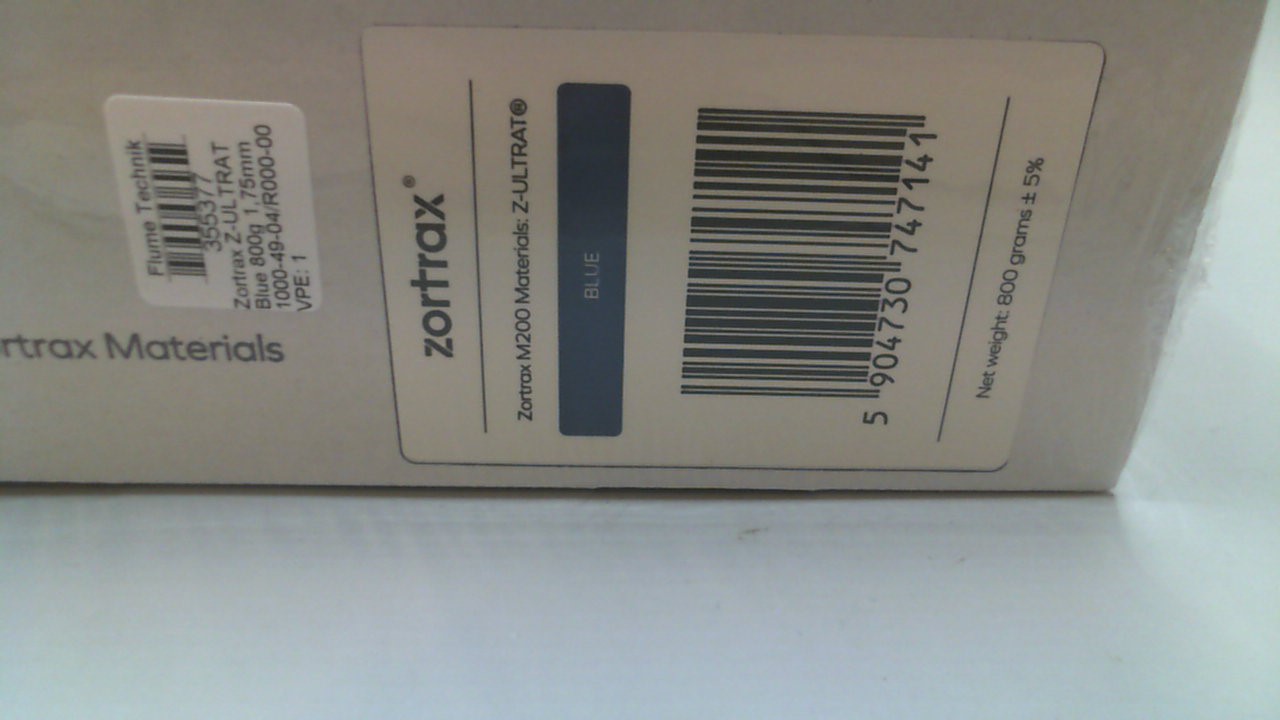 Flume Technik
355377
Zortrax Z-ULTRAT
Blue 800g 1,75mm
1000-49-04/R000-00
VPE: 1
rtrax Materials
zortrax®
Zortrax M200 Materials: Z-ULTRAT®
BLUE
5 904730 747141
Net weight: 800 grams ± 5%